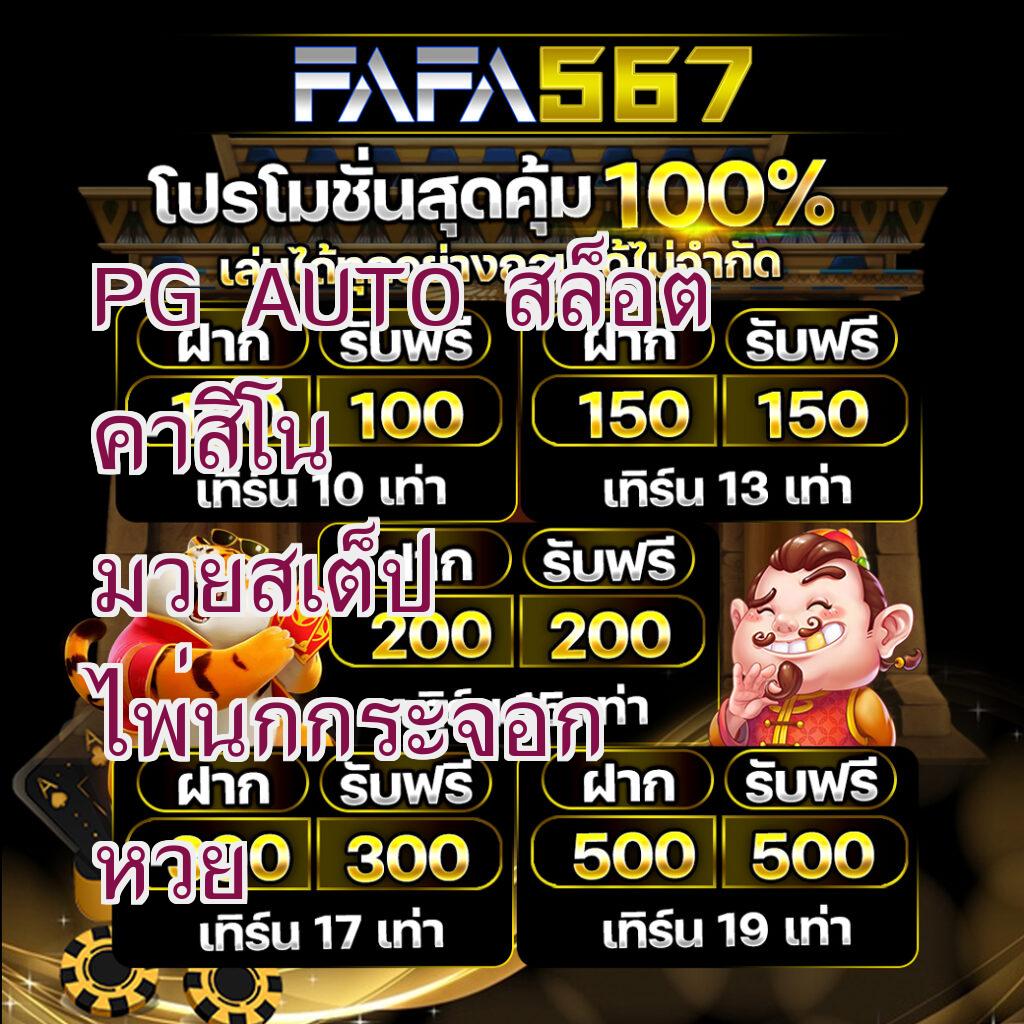 FAFA567
โปรโมชั่นสุดคุ้ม 100%
PG AUTO สล็อต
ฝาก รับฟรี ฝาก รับฟรี
100 150 150
คาสิโน
เทิร์น 10 เท่า เทิร์น 13 เท่า
รับฟรี
มวยสเต็ป
200 200
ไพ่นกกระจอก
เท่า
ฝาก รับฟรี ฝาก รับฟรี
300 500 500
หวย
เทิร์น 17 เท่า เทิร์น 19 เท่า